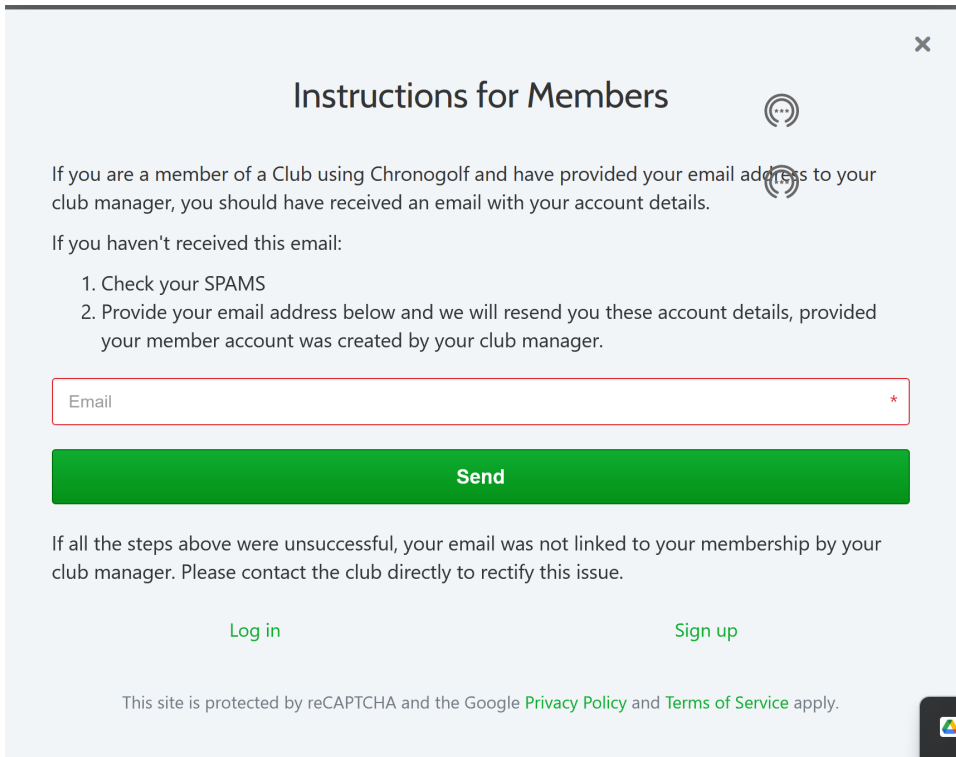 Instructions for Members
If you are a member of a Club using Chronogolf and have provided your email address to your
club manager, you should have received an email with your account details.
If you haven't received this email:
1. Check your SPAMS
2. Provide your email address below and we will resend you these account details, provided
your member account was created by your club manager.
Email *
Send
If all the steps above were unsuccessful, your email was not linked to your membership by your
club manager. Please contact the club directly to rectify this issue.
Log in Sign up
This site is protected by reCAPTCHA and the Google Privacy Policy and Terms of Service apply.